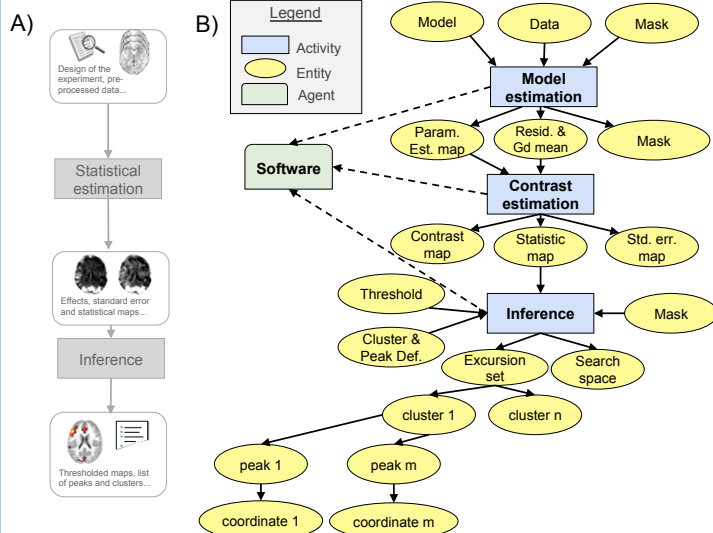 A)
Design of the
experiment, pre-
processed data...
Statistical
estimation
Effects, standard error
and statistical maps...
Inference
Thresholded maps, list
of peaks and clusters...
B)
Legend
Activity
Entity
Agent
Model
Data
Mask
Model
estimation
Param.
Est. map
Resid. &
Gd mean
Mask
Software
Contrast
estimation
Contrast
map
Statistic
map
Std. err.
map
Threshold
Inference
Mask
Cluster &
Peak Def.
Excursion
set
Search
space
cluster 1
cluster n
peak 1
peak m
coordinate 1
coordinate m